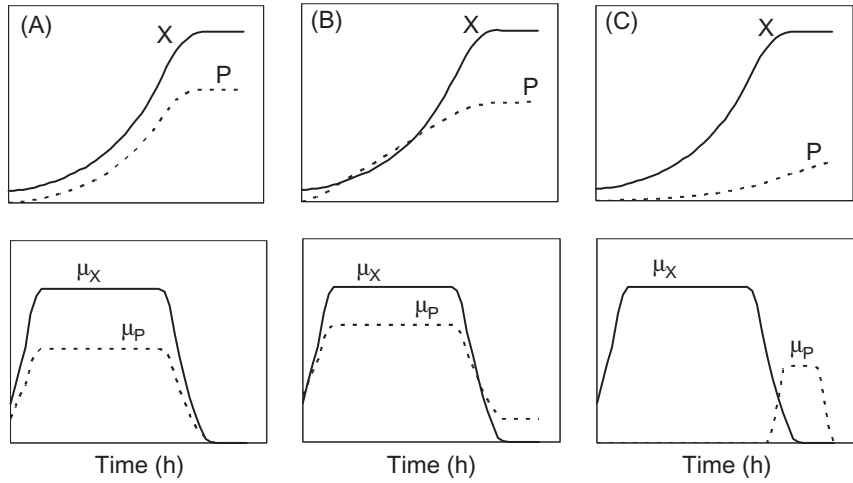 (A)
X
P
(B)
X
P
(C)
X
P
μX
μP
μX
μP
μX
μP
Time (h)
Time (h)
Time (h)